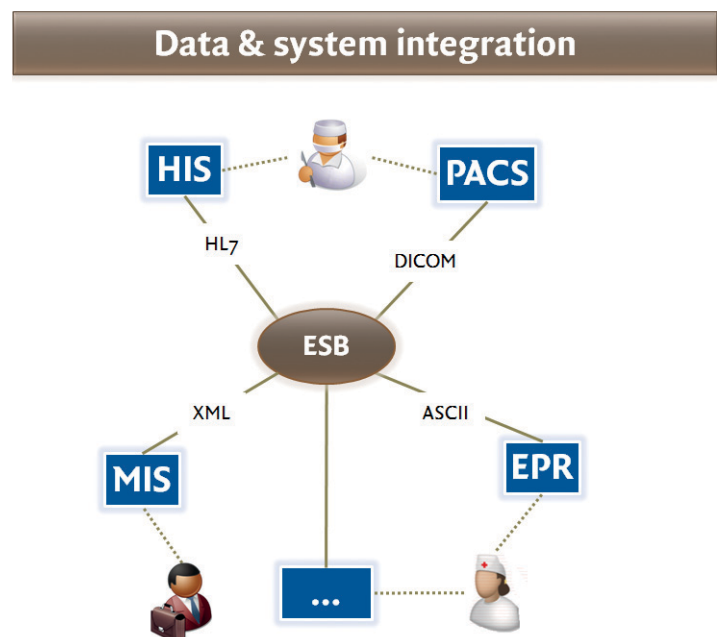 Data & system integration
HIS
PACS
HL7
DICOM
ESB
XML
ASCII
MIS
EPR
...